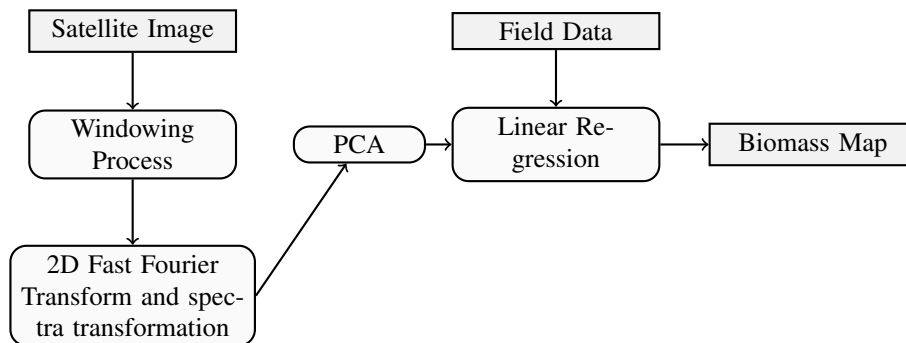 Satellite Image
Windowing
Process
2D Fast Fourier
Transform and spec-
tra transformation
PCA
Field Data
Linear Re-
gression
Biomass Map